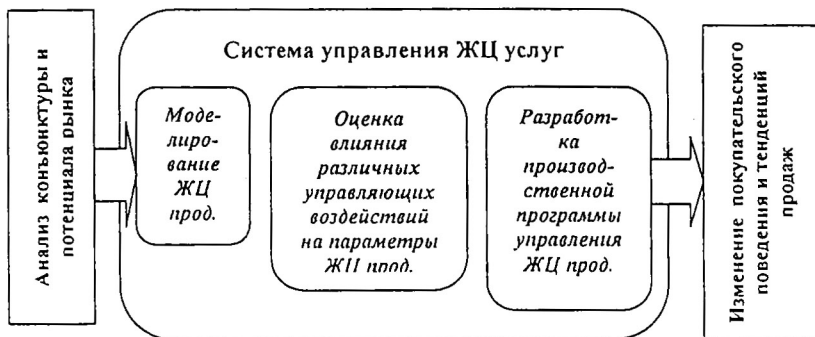 Анализ конъюнктуры и
потенциала рынка
Система управления ЖЦ услуг
Моде-
лиро-
вание
ЖЦ
прод.
Оценка
влияния
различных
управляющих
воздействий
на параметры
ЖЦ прод.
Разработ-
ка
производ-
ственной
программы
управления
ЖЦ прод.
Изменение покупательского
поведения и тенденций
продаж